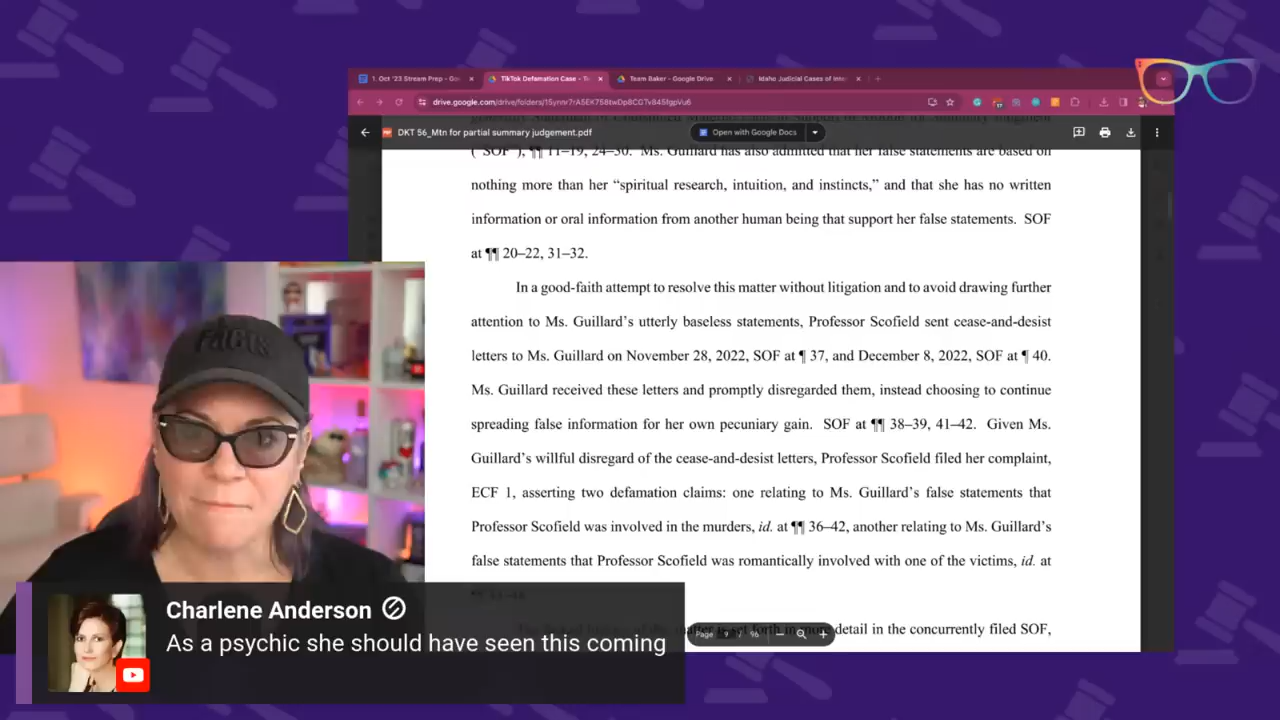 1. Oct '23 Stream Prep - Go
TikTok Defamation Case - Ti
Team Baker - Google Drive
Idaho Judicial Cases of Inte
DKT 56_Mtn for partial summary judgement.pdf
Open with Google Docs
("SOF"), ¶¶ 11–19, 24–30. Ms. Guillard has also admitted that her false statements are based on
nothing more than her “spiritual research, intuition, and instincts,” and that she has no written
information or oral information from another human being that support her false statements. SOF
at ¶¶ 20–22, 31–32.
In a good-faith attempt to resolve this matter without litigation and to avoid drawing further
attention to Ms. Guillard’s utterly baseless statements, Professor Scofield sent cease-and-desist
letters to Ms. Guillard on November 28, 2022, SOF at ¶ 37, and December 8, 2022, SOF at ¶ 40.
Ms. Guillard received these letters and promptly disregarded them, instead choosing to continue
spreading false information for her own pecuniary gain. SOF at ¶¶ 38–39, 41–42. Given Ms.
Guillard’s willful disregard of the cease-and-desist letters, Professor Scofield filed her complaint,
ECF 1, asserting two defamation claims: one relating to Ms. Guillard’s false statements that
Professor Scofield was involved in the murders, id. at ¶¶ 36–42, another relating to Ms. Guillard’s
false statements that Professor Scofield was romantically involved with one of the victims, id. at
matter is set forth in more detail in the concurrently filed SOF,
Page 9 / 96
FACTS
Charlene Anderson
As a psychic she should have seen this coming